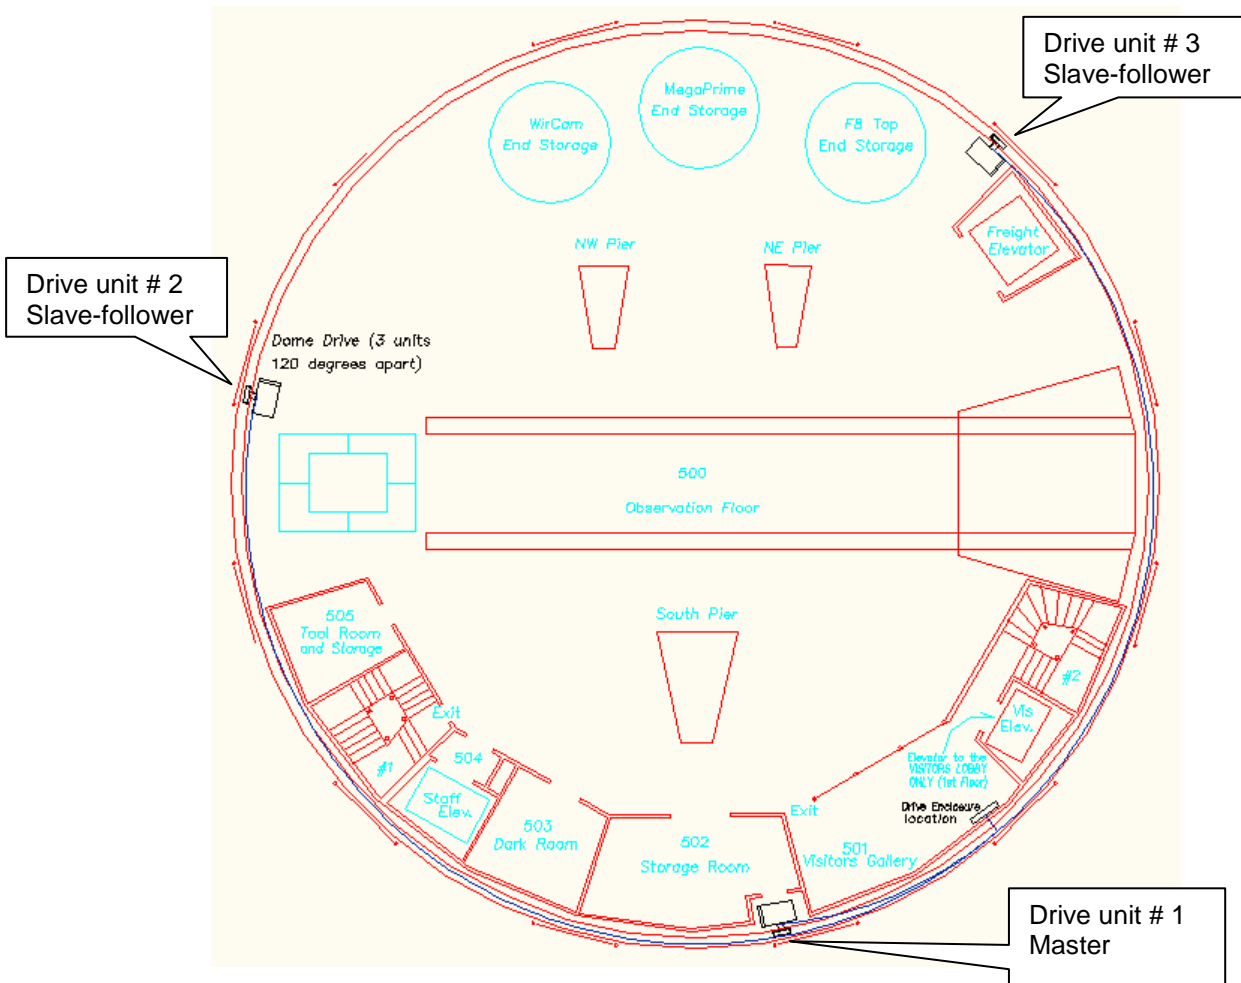 Drive unit # 3
Slave-follower
MegaPrime
End Storage
WirCam
End Storage
F8 Top
End Storage
Freight
Elevator
NW Pier
NE Pier
Drive unit # 2
Slave-follower
Dome Drive (3 units
120 degrees apart)
500
Observation Floor
505
Tool Room
and Storage
South Pier
#2
Exit
Vis
Elev.
504
#1
Elevator to the
VISITORS LOBBY
ONLY (1st Floor)
Staff
Elev.
Drive Enclosure
location
Exit
503
Dark Room
502
Storage Room
501
Visitors Gallery
Drive unit # 1
Master